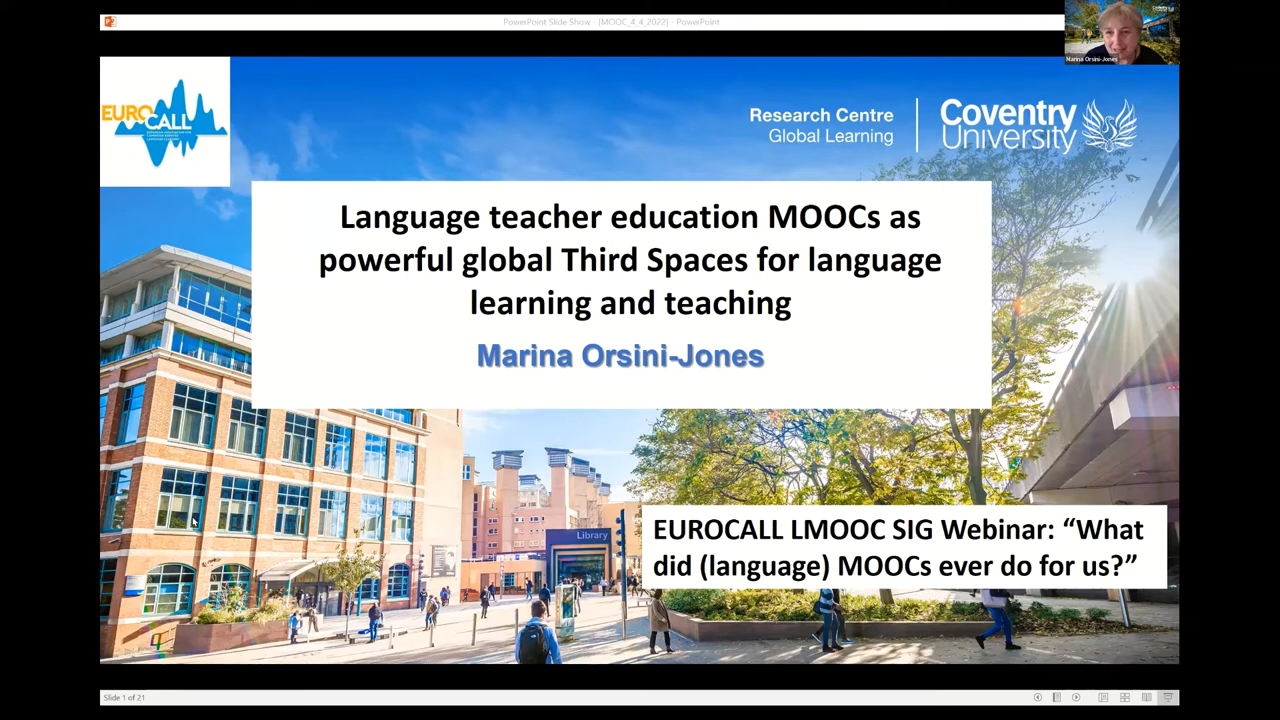 PowerPoint Slide Show - [MOOC_4_4_2022] - PowerPoint
Marina Orsini-Jones
EUROCALL
Research Centre
Global Learning
Coventry
University
Language teacher education MOOCs as
powerful global Third Spaces for language
learning and teaching
Marina Orsini-Jones
Library
EUROCALL LMOOC SIG Webinar: “What
did (language) MOOCs ever do for us?”
Slide 1 of 21